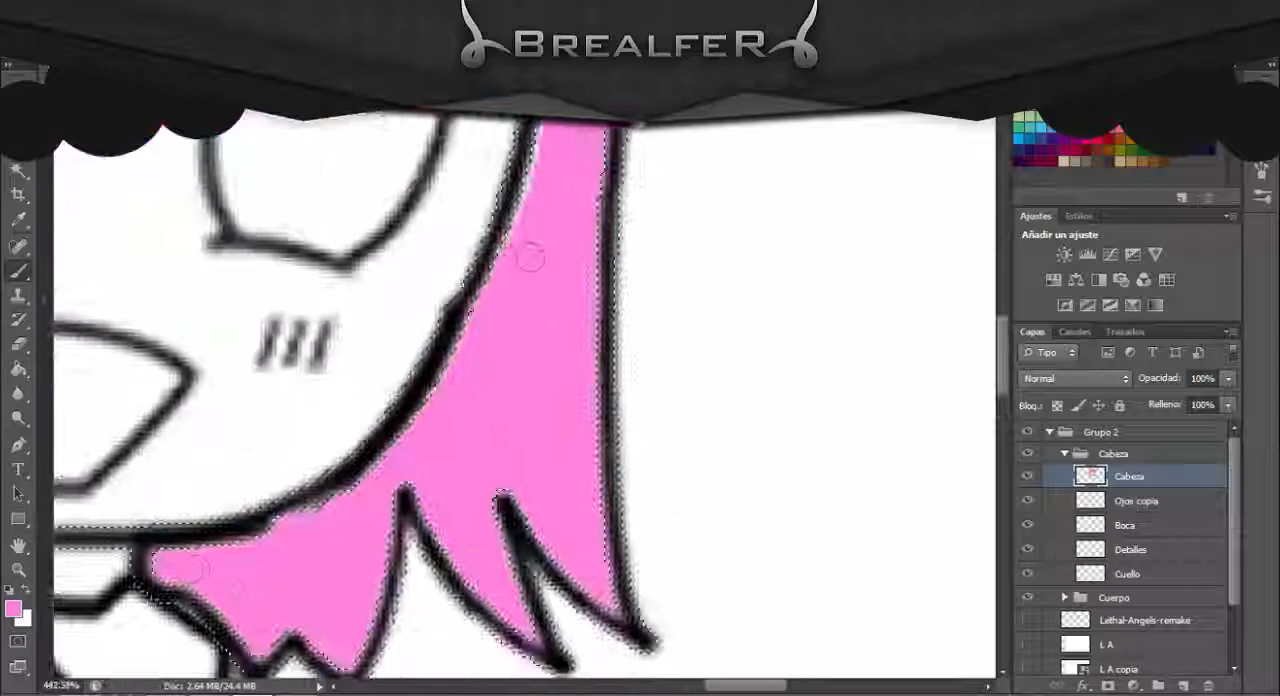 BREALFER
Ajustes Estilos
Añadir un ajuste
Capas Canales Trazados
Tipo
Normal Opacidad: 100%
Bloq.: Relleno: 100%
Grupo 2
Cabeza
Cabeza
Ojos copia
Boca
Detalles
Cuello
Cuerpo
Lethal-Angels-remake
L A
L A copia
fx
Doc: 2.64 MB/24.4 MB